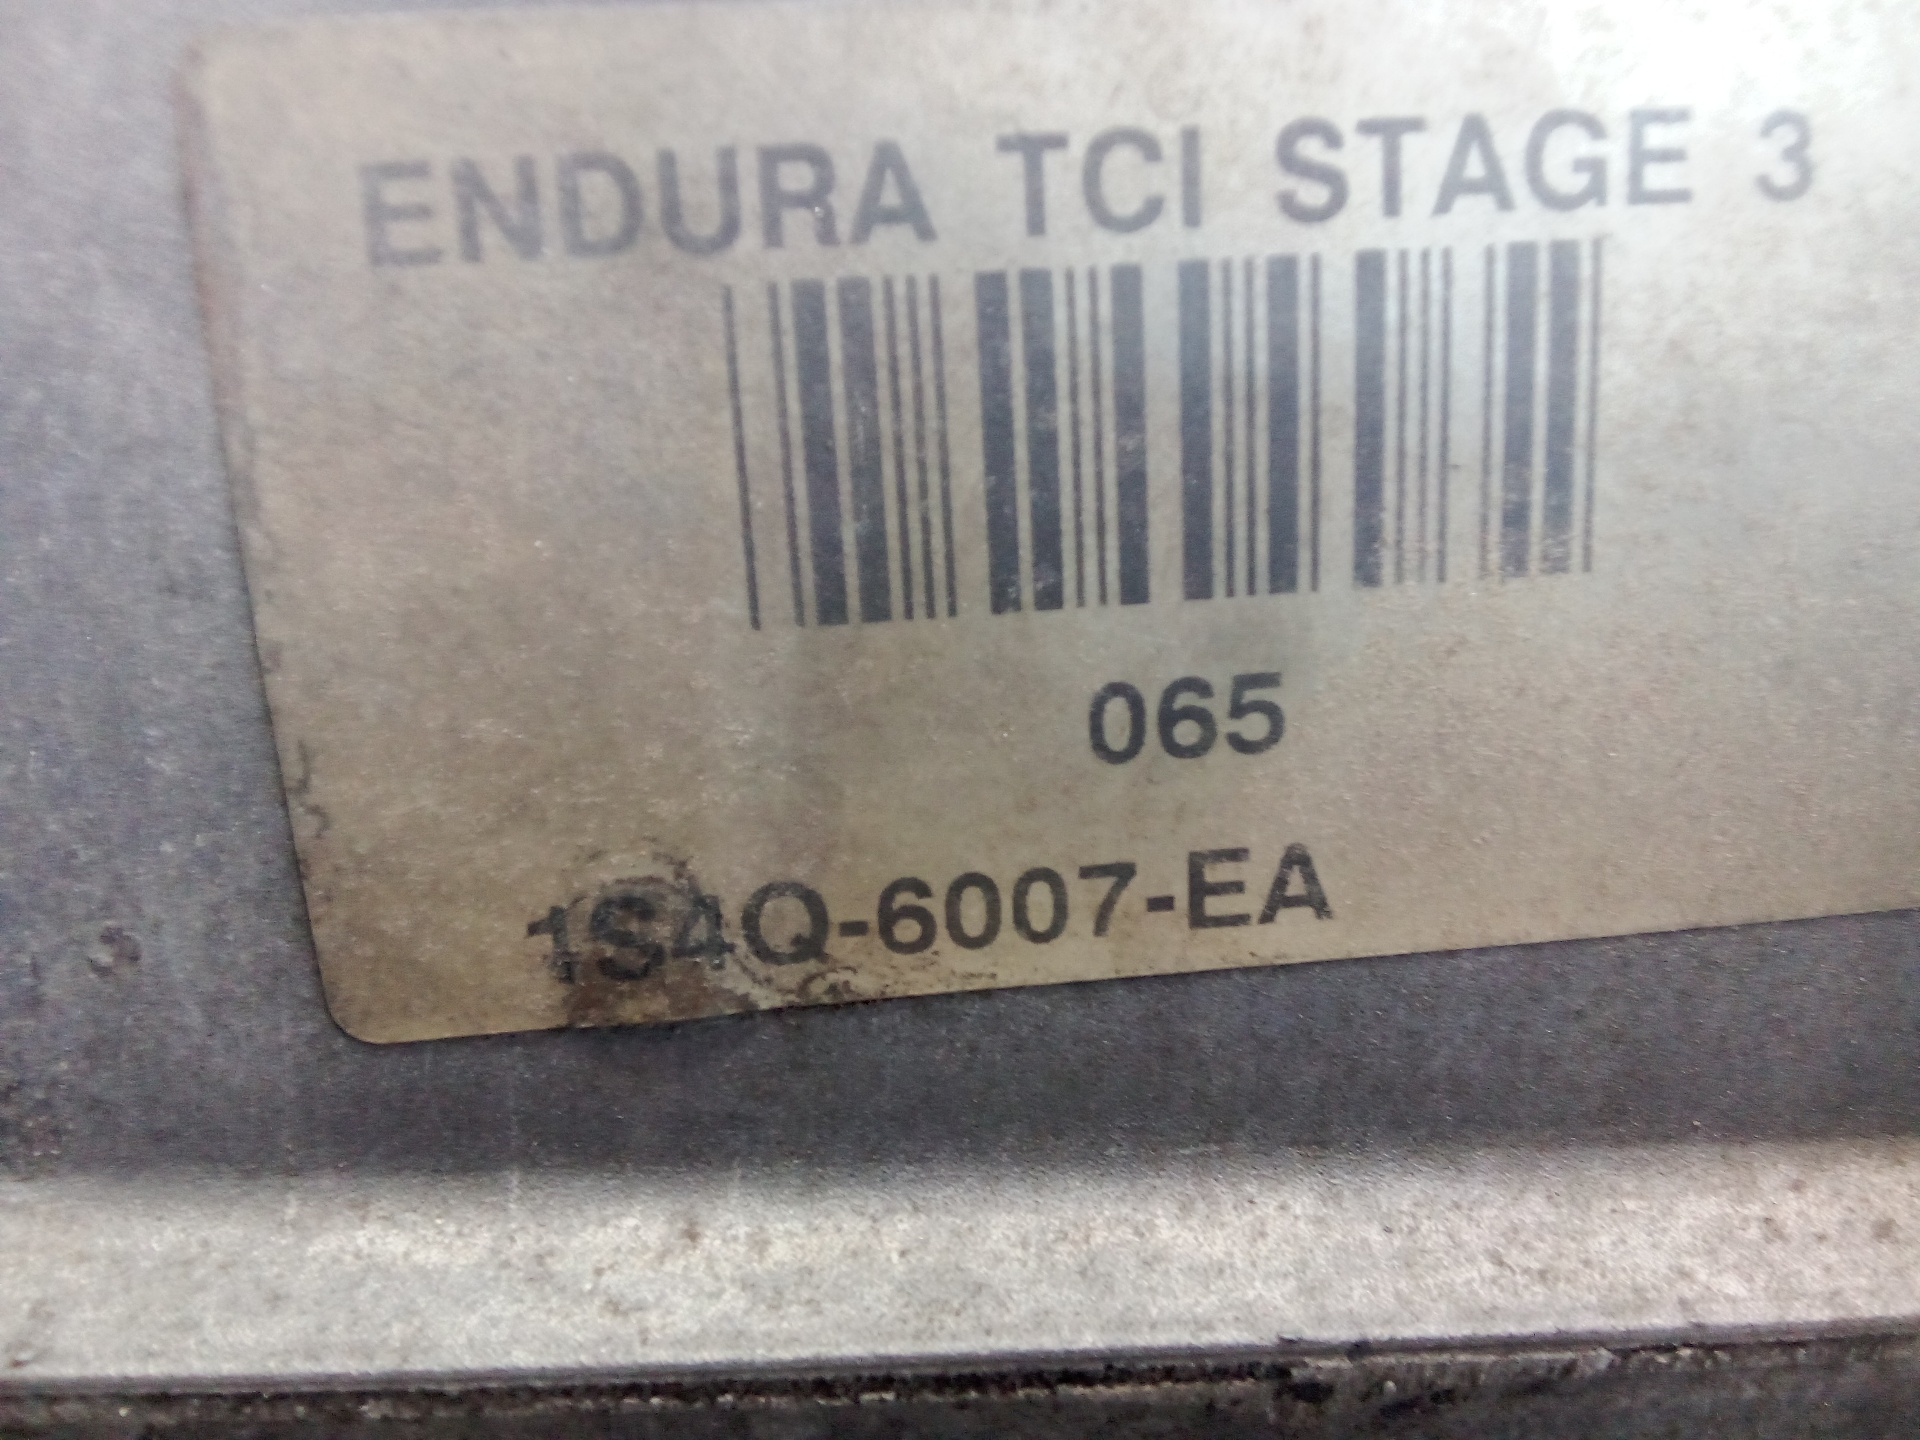 ENDURA TCI STAGE 3
065
1S4Q-6007-EA